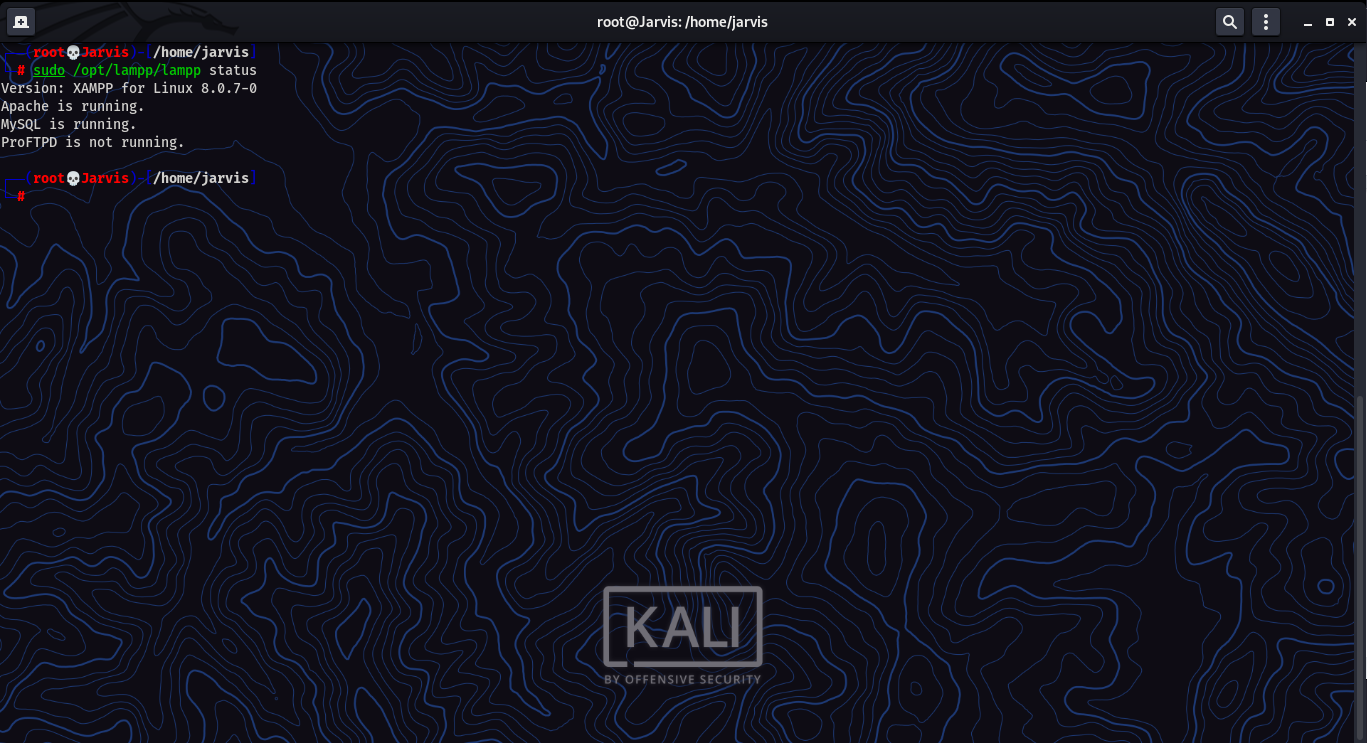 root@Jarvis: /home/jarvis
(root💀Jarvis)-[/home/jarvis]
# sudo /opt/lampp/lampp status
Version: XAMPP for Linux 8.0.7-0
Apache is running.
MySQL is running.
ProFTPD is not running.
(root💀Jarvis)-[/home/jarvis]
#
KALI
BY OFFENSIVE SECURITY